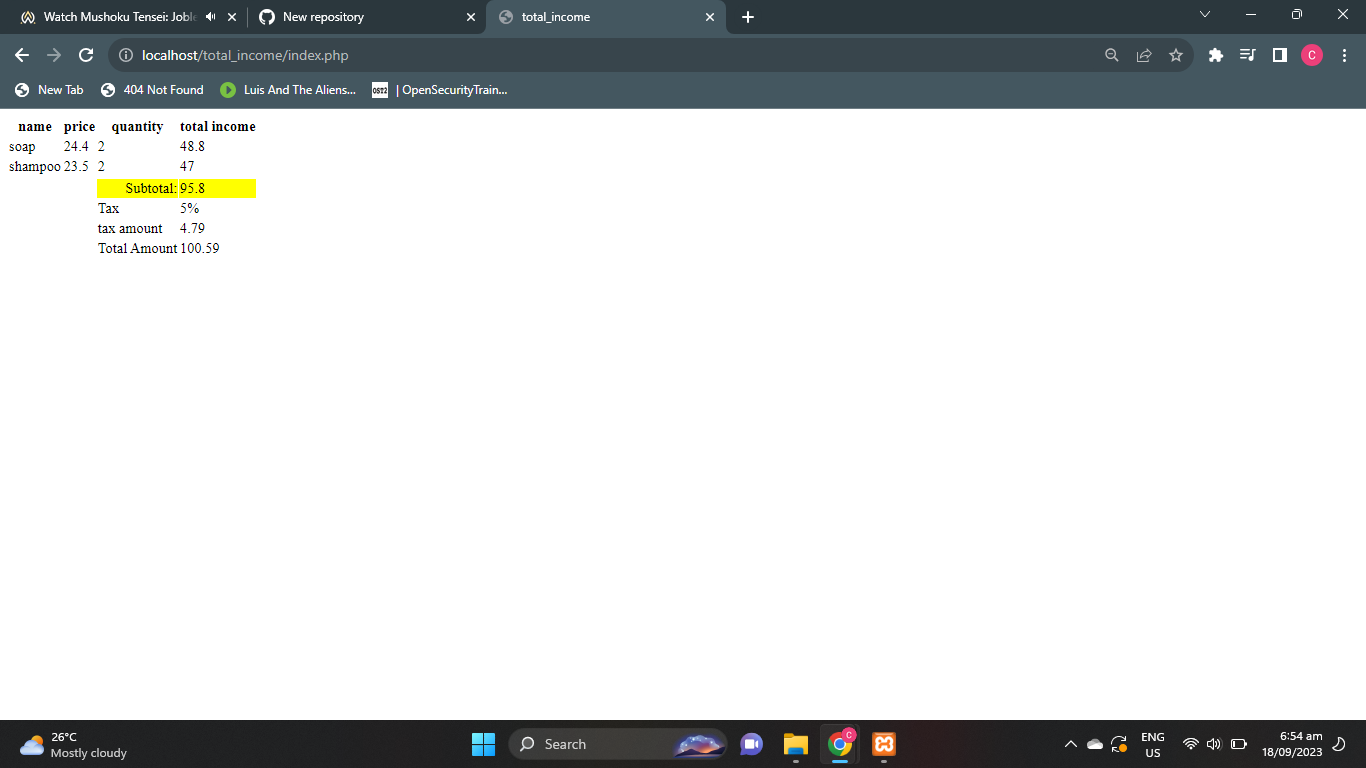 Watch Mushoku Tensei: Joble
New repository
total_income
localhost/total_income/index.php
C
New Tab
404 Not Found
Luis And The Aliens...
OST2 | OpenSecurityTrain...
name price quantity total income
soap 24.4 2 48.8
shampoo 23.5 2 47
Subtotal: 95.8
Tax 5%
tax amount 4.79
Total Amount 100.59
26°C
Mostly cloudy
Search
C
ENG
US
6:54 am
18/09/2023